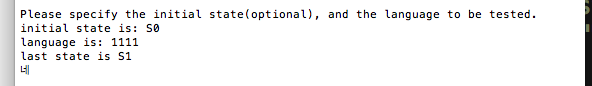 Please specify the initial state(optional), and the language to be tested.
initial state is: S0
language is: 1111
last state is S1
네